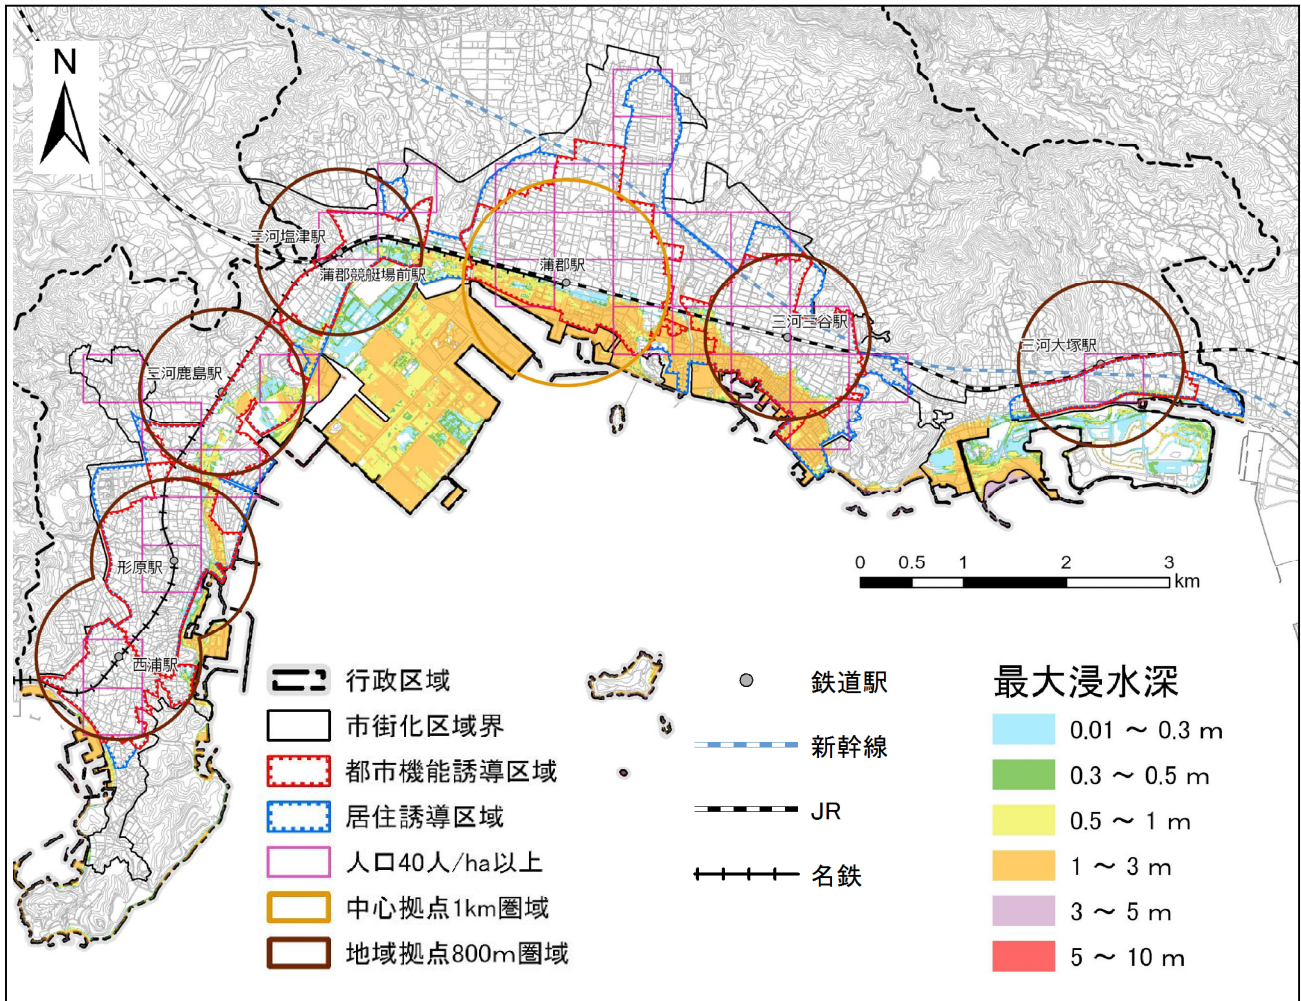 N
三河塩津駅
蒲郡競艇場前駅
蒲郡駅
三河三谷駅
三河大塚駅
三河鹿島駅
形原駅
西浦駅
0 0.5 1 2 3
km
行政区域
市街化区域界
都市機能誘導区域
居住誘導区域
人口40人/ha以上
中心拠点1km圏域
地域拠点800m圏域
鉄道駅
新幹線
JR
名鉄
最大浸水深
0.01 ~ 0.3 m
0.3 ~ 0.5 m
0.5 ~ 1 m
1 ~ 3 m
3 ~ 5 m
5 ~ 10 m